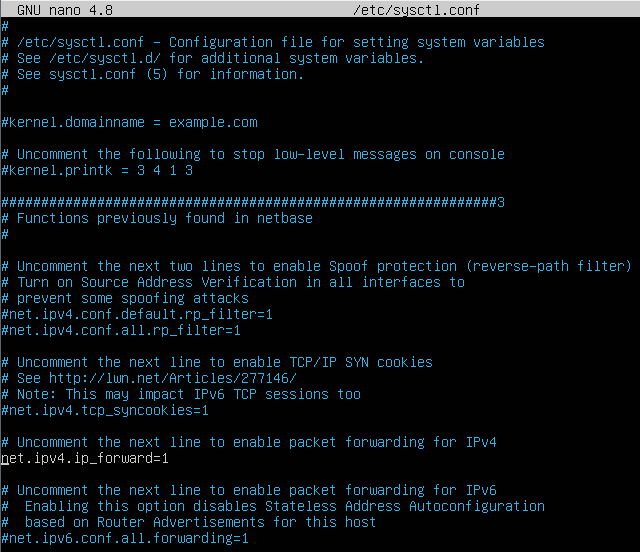 GNU nano 4.8 /etc/sysctl.conf
#
# /etc/sysctl.conf - Configuration file for setting system variables
# See /etc/sysctl.d/ for additional system variables.
# See sysctl.conf (5) for information.
#
#kernel.domainname = example.com
# Uncomment the following to stop low-level messages on console
#kernel.printk = 3 4 1 3
##############################################################3
# Functions previously found in netbase
#
# Uncomment the next two lines to enable Spoof protection (reverse-path filter)
# Turn on Source Address Verification in all interfaces to
# prevent some spoofing attacks
#net.ipv4.conf.default.rp_filter=1
#net.ipv4.conf.all.rp_filter=1
# Uncomment the next line to enable TCP/IP SYN cookies
# See http://lwn.net/Articles/277146/
# Note: This may impact IPv6 TCP sessions too
#net.ipv4.tcp_syncookies=1
# Uncomment the next line to enable packet forwarding for IPv4
net.ipv4.ip_forward=1
# Uncomment the next line to enable packet forwarding for IPv6
#  Enabling this option disables Stateless Address Autoconfiguration
#  based on Router Advertisements for this host
#net.ipv6.conf.all.forwarding=1